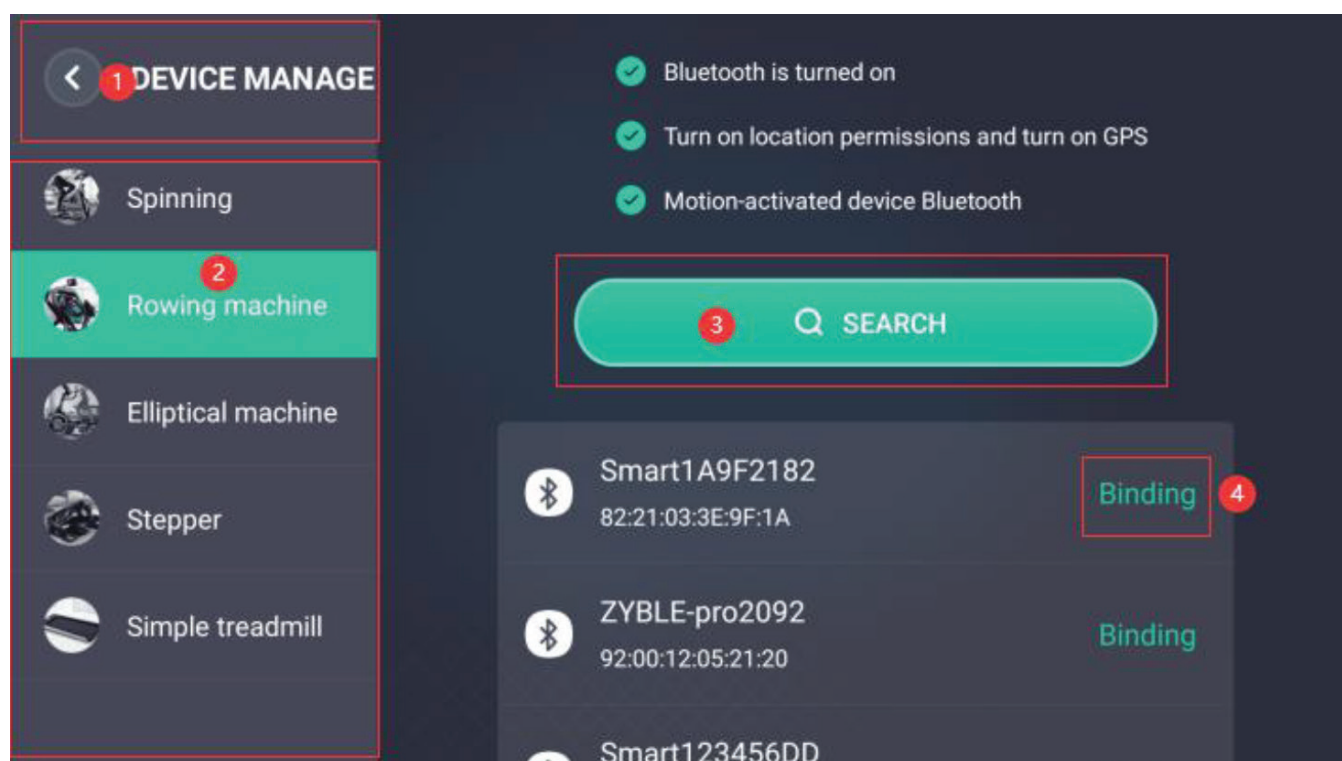 1 DEVICE MANAGE
Spinning
2
Rowing machine
Elliptical machine
Stepper
Simple treadmill
Bluetooth is turned on
Turn on location permissions and turn on GPS
Motion-activated device Bluetooth
3 SEARCH
Smart1A9F2182
82:21:03:3E:9F:1A
Binding 4
ZYBLE-pro2092
92:00:12:05:21:20
Binding
Smart123456DD